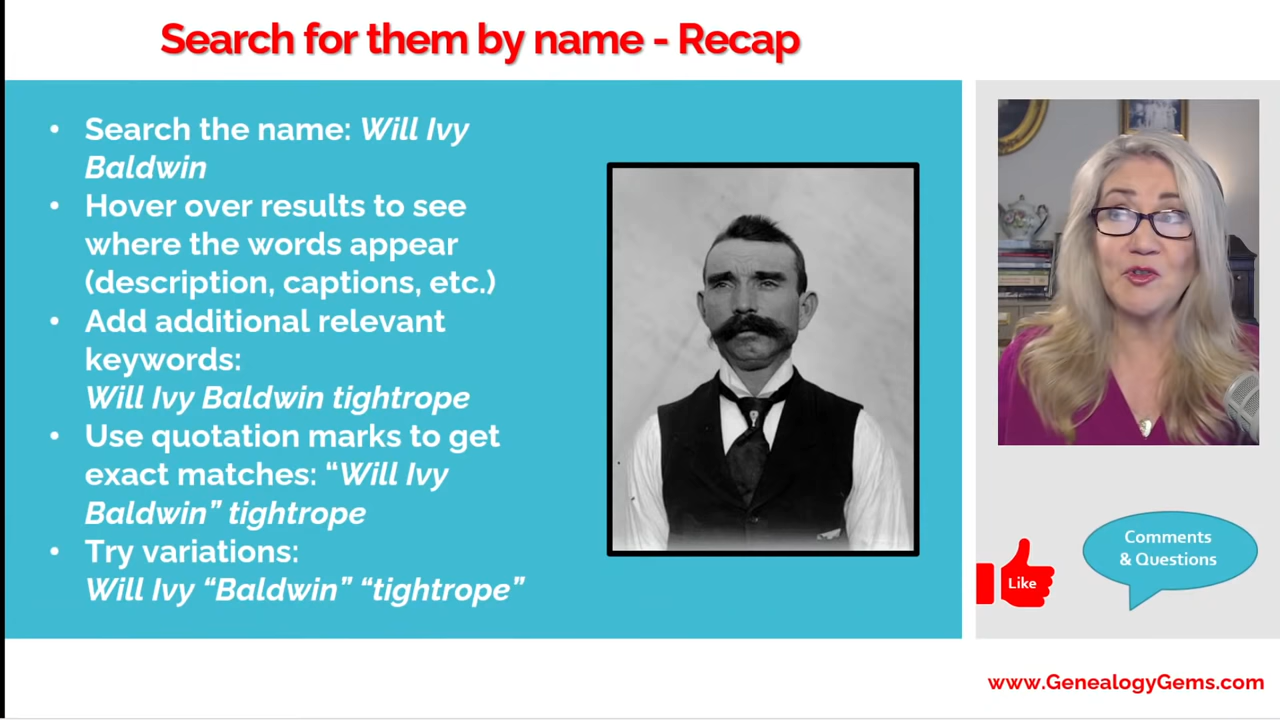 Search for them by name - Recap
• Search the name: Will Ivy
Baldwin
• Hover over results to see
where the words appear
(description, captions, etc.)
• Add additional relevant
keywords:
Will Ivy Baldwin tightrope
• Use quotation marks to get
exact matches: “Will Ivy
Baldwin” tightrope
• Try variations:
Will Ivy “Baldwin” “tightrope”
Like
Comments
& Questions
www.GenealogyGems.com